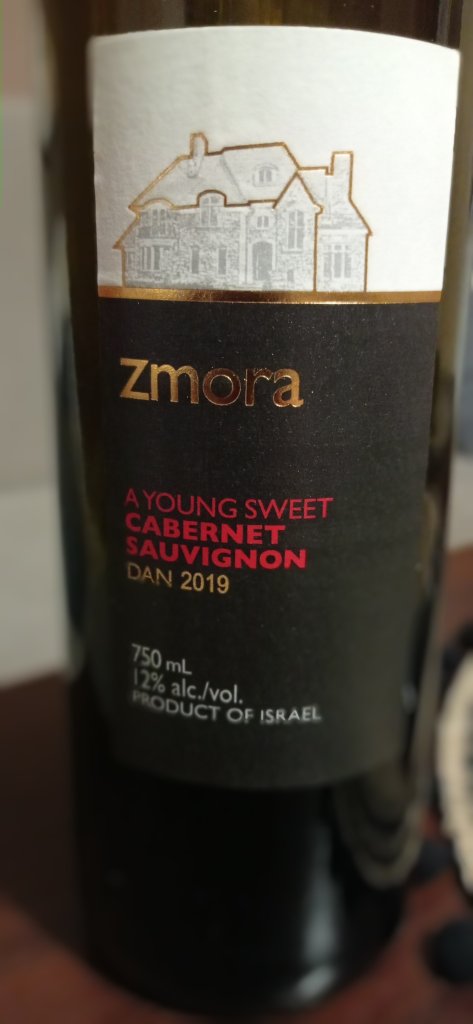 zmora
A YOUNG SWEET
CABERNET
SAUVIGNON
DAN 2019
750 mL
12% alc./vol.
PRODUCT OF ISRAEL